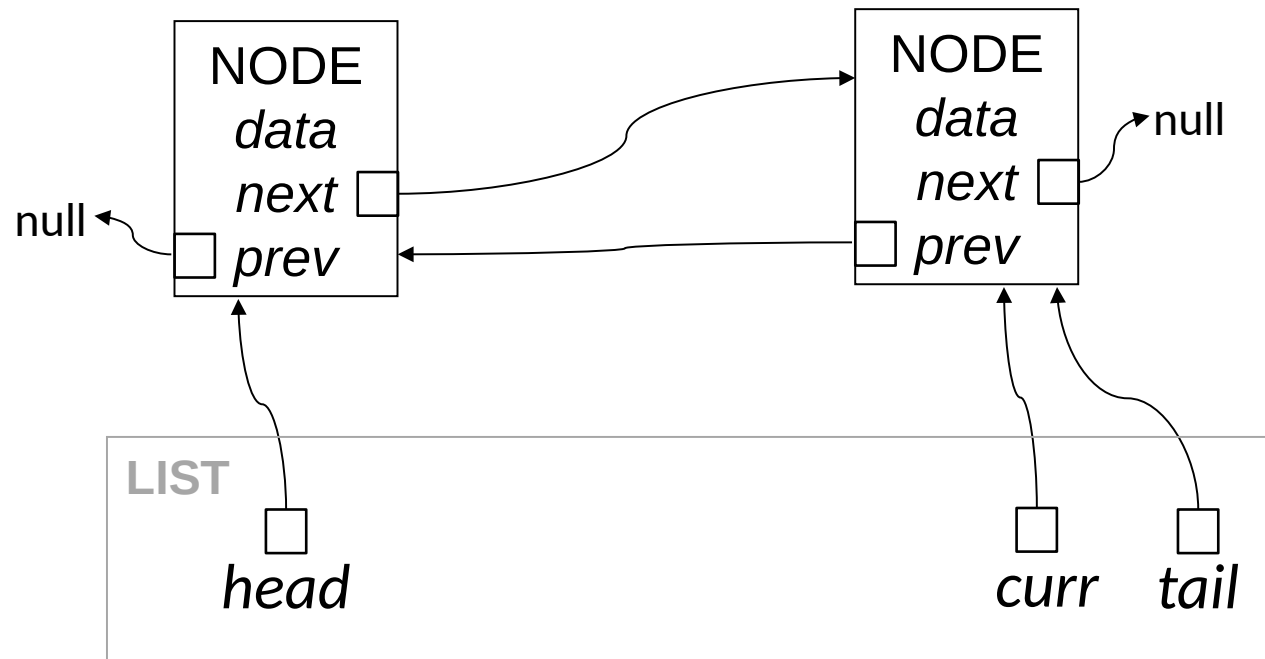 NODE
data
next
prev
null
NODE
data
next
prev
null
LIST
head
curr
tail